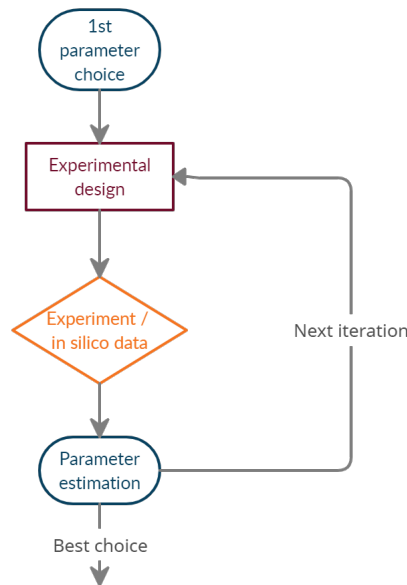 1st
parameter
choice
Experimental
design
Experiment /
in silico data
Next iteration
Parameter
estimation
Best choice